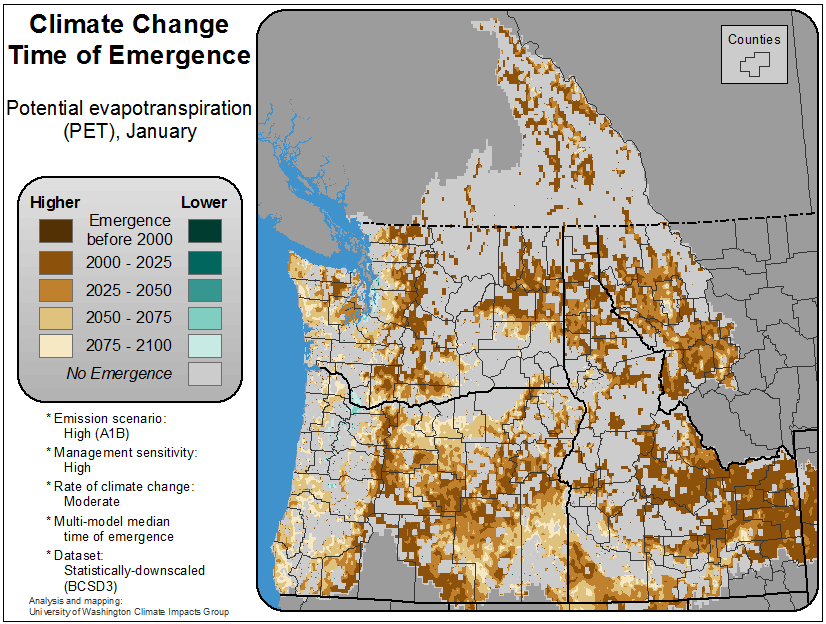 Climate Change
Time of Emergence
Potential evapotranspiration
(PET), January
Higher
Lower
Emergence
before 2000
2000 - 2025
2025 - 2050
2050 - 2075
2075 - 2100
No Emergence
* Emission scenario:
High (A1B)
* Management sensitivity:
High
* Rate of climate change:
Moderate
* Multi-model median
time of emergence
* Dataset:
Statistically-downscaled
(BCSD3)
Analysis and mapping:
University of Washington Climate Impacts Group
Counties